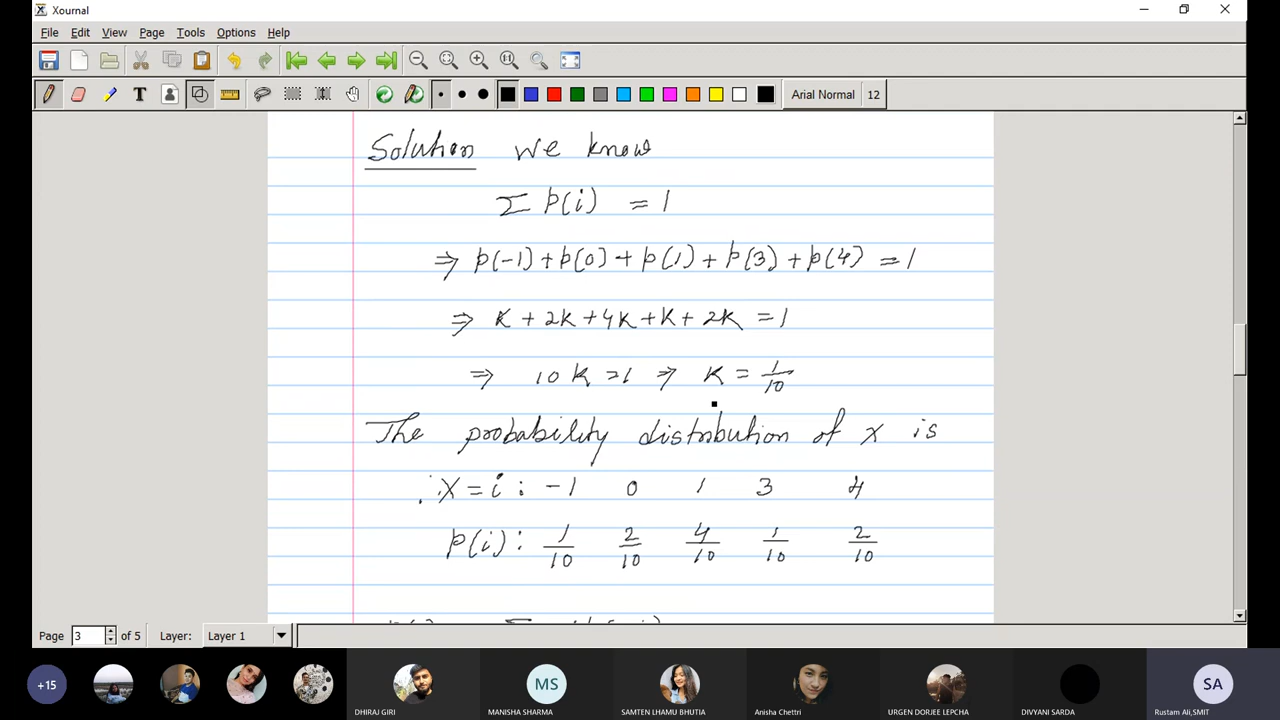 Xournal
File Edit View Page Tools Options Help
Arial Normal 12
Solution we know
Σ p(i) = 1
⇒ p(-1) + p(0) + p(1) + p(3) + p(4) = 1
⇒ K + 2K + 4K + K + 2K = 1
⇒ 10 K = 1 ⇒ K = 1/10
The probability distribution of X is
∴ X = i : -1 0 1 3 4
p(i) : 1/10 2/10 4/10 1/10 2/10
Page 3 of 5 Layer: Layer 1
+15 MS SA
DHIRAJ GIRI MANISHA SHARMA SAMTEN LHAMU BHUTIA Anisha Chettri URGEN DORJEE LEPCHA DIVYANI SARDA Rustam Ali,SMIT